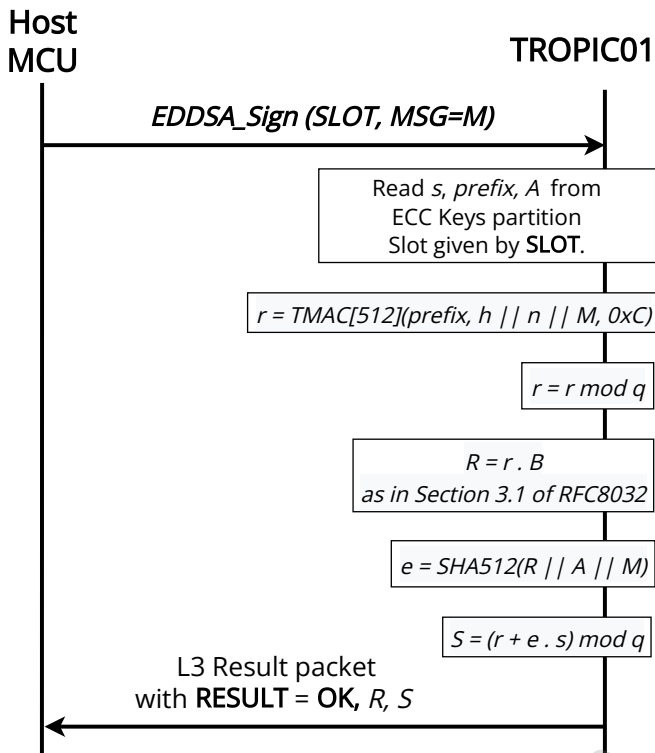 Host
MCU
TROPIC01
EDDSA_Sign (SLOT, MSG=M)
Read s, prefix, A from
ECC Keys partition
Slot given by SLOT.
r = TMAC[512](prefix, h || n || M, 0xC)
r = r mod q
R = r . B
as in Section 3.1 of RFC8032
e = SHA512(R || A || M)
S = (r + e . s) mod q
L3 Result packet
with RESULT = OK, R, S